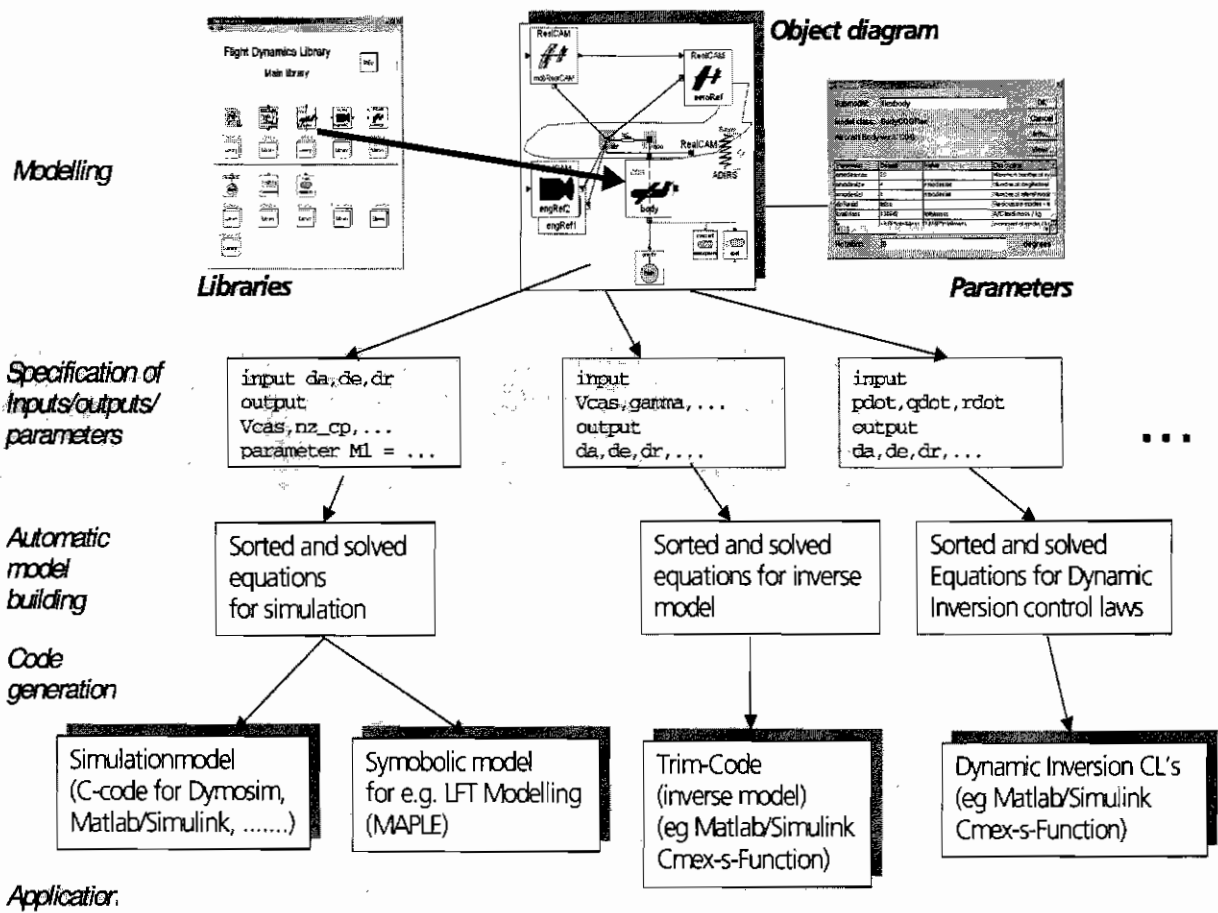 Object diagram
Flight Dynamics Library
Main library
Info
RealCAM
RealCAM
aeroRef
RealCAM
ADIRS
engRef2
engRef1
body
Cancel
degrees
Modelling
Libraries
Parameters
Specification of
Inputs/outputs/
parameters
input da,de,dr
output
Vcas,nz_cp,...
parameter M1 = ...
input
Vcas,gamma,...
output
da,de,dr,...
input
pdot,qdot,rdot
output
da,de,dr,...
...
Automatic
model
building
Sorted and solved
equations
for simulation
Sorted and solved
equations for inverse
model
Sorted and solved
Equations for Dynamic
Inversion control laws
Code
generation
Simulationmodel
(C-code for Dymosim,
Matlab/Simulink, .......)
Symobolic model
for e.g. LFT Modelling
(MAPLE)
Trim-Code
(inverse model)
(eg Matlab/Simulink
Cmex-s-Function)
Dynamic Inversion CL's
(eg Matlab/Simulink
Cmex-s-Function)
Application